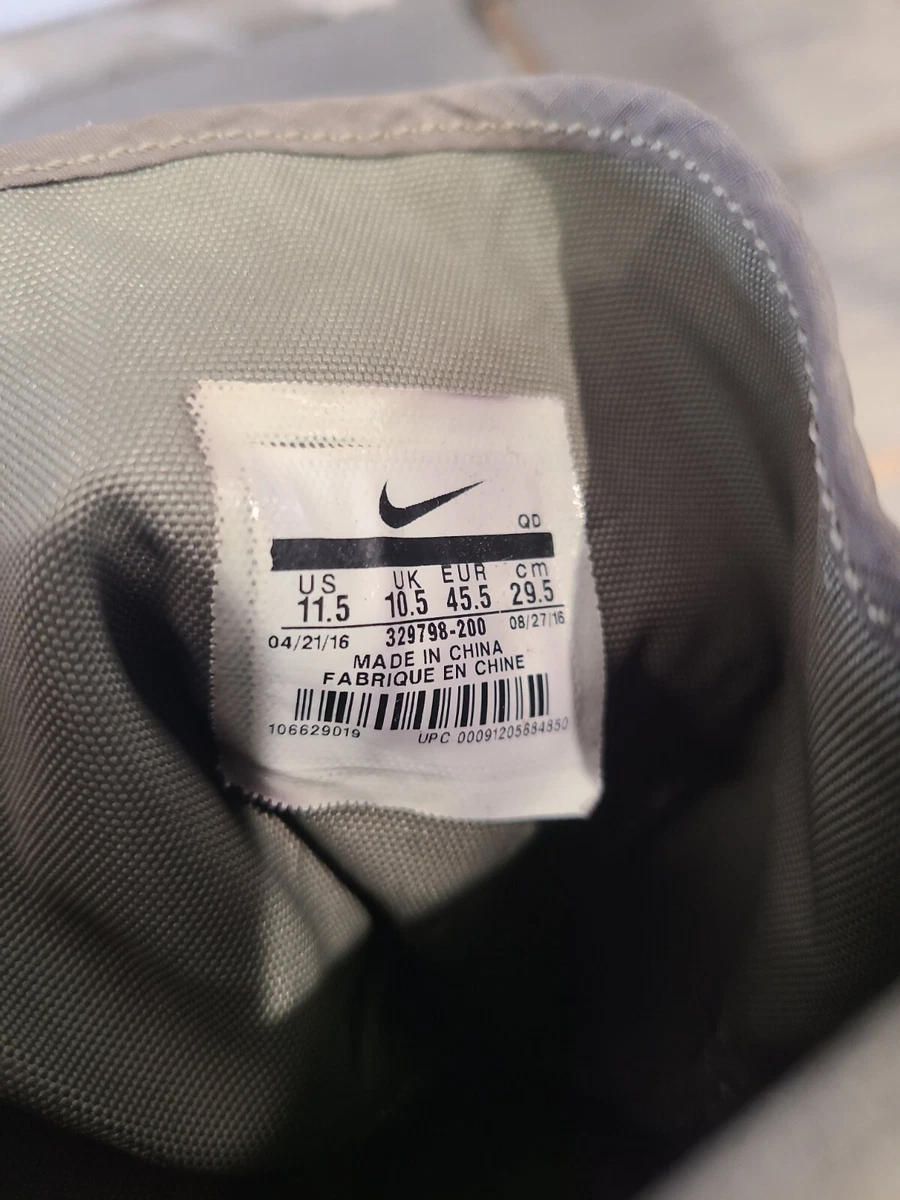 QD
US UK EUR cm
11.5 10.5 45.5 29.5
04/21/16 329798-200 08/27/16
MADE IN CHINA
FABRIQUE EN CHINE
106629019 UPC 00091205684850